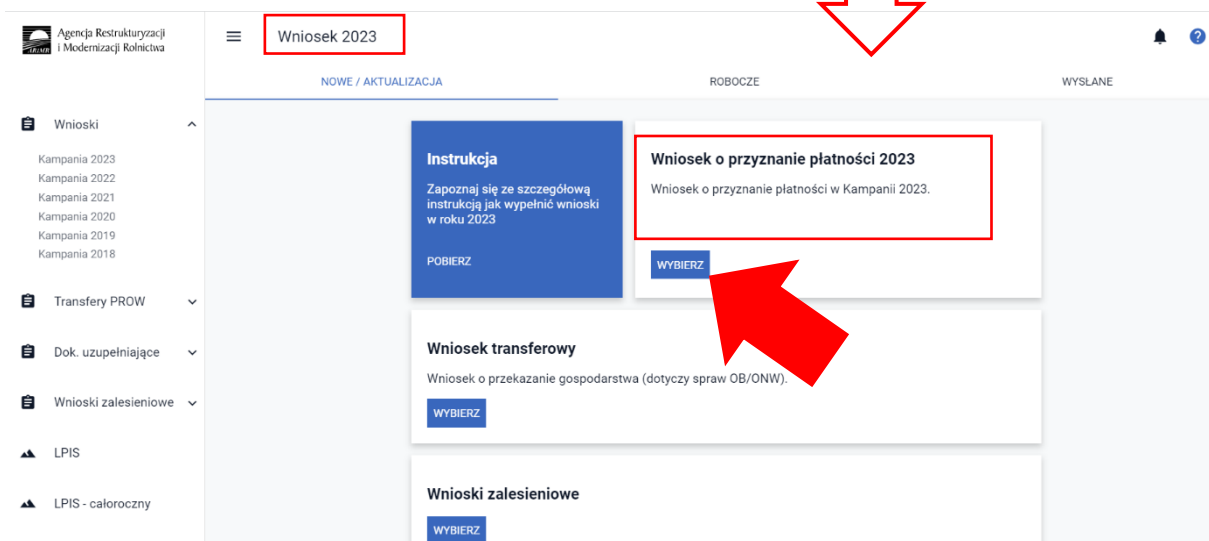 Agencja Restrukturyzacji
i Modernizacji Rolnictwa
ARiMR
Wniosek 2023
?
NOWE / AKTUALIZACJA
ROBOCZE
WYSŁANE
Wnioski
Kampania 2023
Kampania 2022
Kampania 2021
Kampania 2020
Kampania 2019
Kampania 2018
Transfery PROW
Dok. uzupełniające
Wnioski zalesieniowe
LPIS
LPIS - całoroczny
Instrukcja
Zapoznaj się ze szczegółową
instrukcją jak wypełnić wnioski
w roku 2023
POBIERZ
Wniosek o przyznanie płatności 2023
Wniosek o przyznanie płatności w Kampanii 2023.
WYBIERZ
Wniosek transferowy
Wniosek o przekazanie gospodarstwa (dotyczy spraw OB/ONW).
WYBIERZ
Wnioski zalesieniowe
WYBIERZ